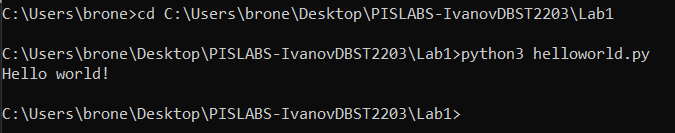 C:\Users\brone>cd C:\Users\brone\Desktop\PISLABS-IvanovDBST2203\Lab1
C:\Users\brone\Desktop\PISLABS-IvanovDBST2203\Lab1>python3 helloworld.py
Hello world!
C:\Users\brone\Desktop\PISLABS-IvanovDBST2203\Lab1>